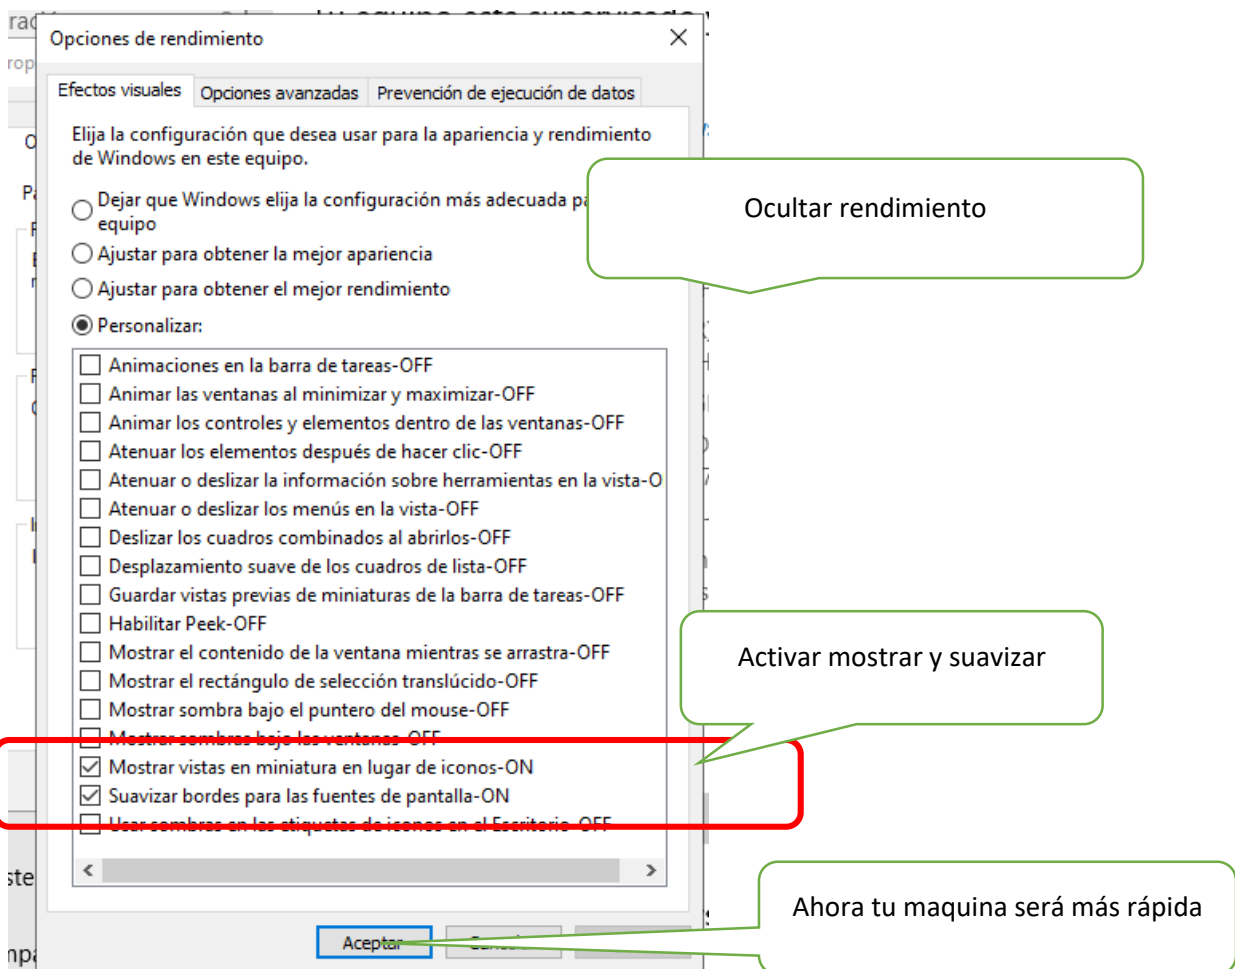 Opciones de rendimiento
Efectos visuales Opciones avanzadas Prevención de ejecución de datos
Elija la configuración que desea usar para la apariencia y rendimiento
de Windows en este equipo.
Dejar que Windows elija la configuración más adecuada
equipo
Ocultar rendimiento
Ajustar para obtener la mejor apariencia
Ajustar para obtener el mejor rendimiento
Personalizar:
Animaciones en la barra de tareas-OFF
Animar las ventanas al minimizar y maximizar-OFF
Animar los controles y elementos dentro de las ventanas-OFF
Atenuar los elementos después de hacer clic-OFF
Atenuar o deslizar la información sobre herramientas en la vista-O
Atenuar o deslizar los menús en la vista-OFF
Deslizar los cuadros combinados al abrirlos-OFF
Desplazamiento suave de los cuadros de lista-OFF
Guardar vistas previas de miniaturas de la barra de tareas-OFF
Habilitar Peek-OFF
Mostrar el contenido de la ventana mientras se arrastra-OFF
Activar mostrar y suavizar
Mostrar el rectángulo de selección translúcido-OFF
Mostrar sombra bajo el puntero del mouse-OFF
Mostrar sombras bajo las ventanas-OFF
Mostrar vistas en miniatura en lugar de iconos-ON
Suavizar bordes para las fuentes de pantalla-ON
Usar sombras en las etiquetas de iconos en el Escritorio-OFF
Ahora tu maquina será más rápida
Aceptar